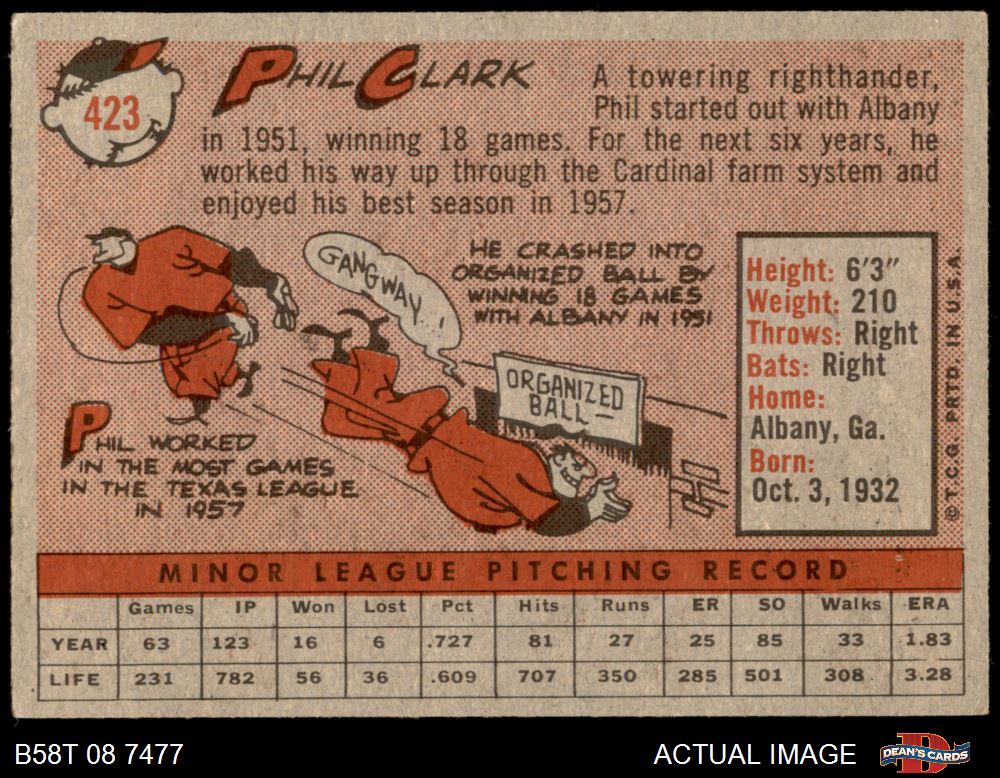 423
PHIL CLARK
A towering righthander,
Phil started out with Albany
in 1951, winning 18 games. For the next six years, he
worked his way up through the Cardinal farm system and
enjoyed his best season in 1957.
GANGWAY!
HE CRASHED INTO
ORGANIZED BALL BY
WINNING 18 GAMES
WITH ALBANY IN 1951
ORGANIZED
BALL—
PHIL WORKED
IN THE MOST GAMES
IN THE TEXAS LEAGUE
IN 1957
Height: 6'3"
Weight: 210
Throws: Right
Bats: Right
Home:
Albany, Ga.
Born:
Oct. 3, 1932
© T.C.G. PRTD. IN U.S.A.
MINOR LEAGUE PITCHING RECORD
Games IP Won Lost Pct Hits Runs ER SO Walks ERA
YEAR 63 123 16 6 .727 81 27 25 85 33 1.83
LIFE 231 782 56 36 .609 707 350 285 501 308 3.28
B58T 08 7477
ACTUAL IMAGE
DEAN'S CARDS